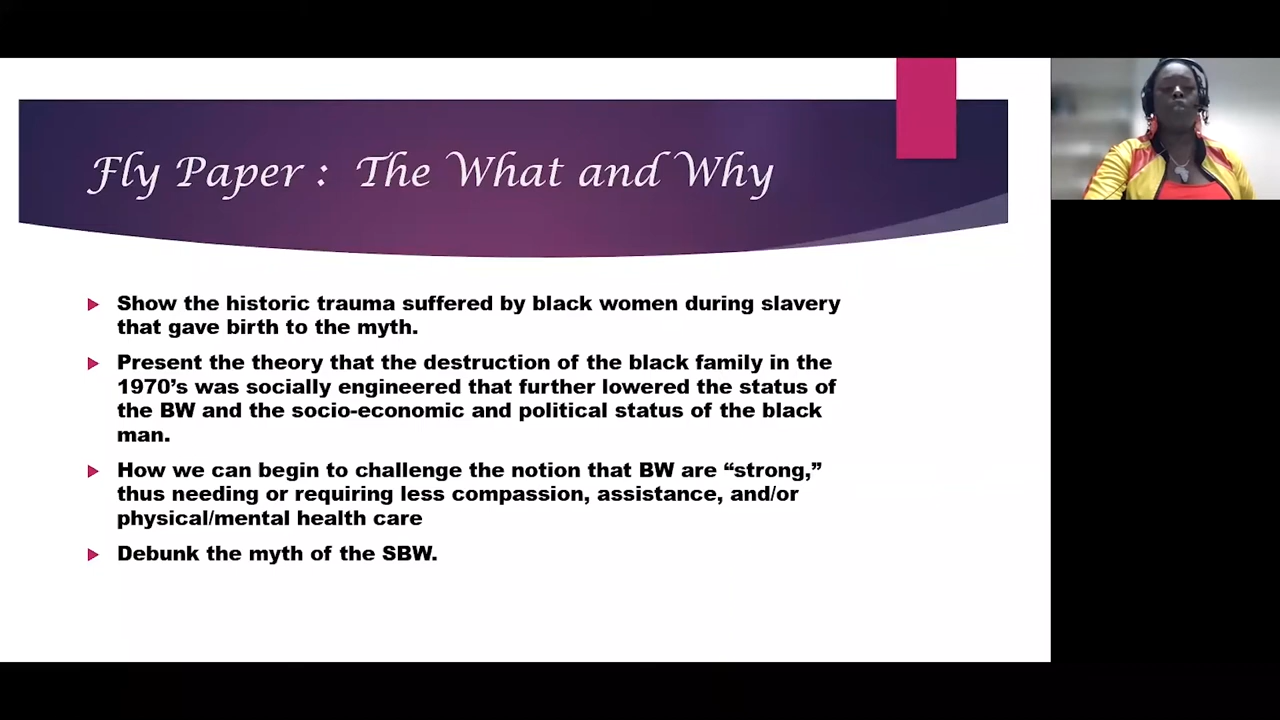 Fly Paper : The What and Why
Show the historic trauma suffered by black women during slavery
that gave birth to the myth.
Present the theory that the destruction of the black family in the
1970’s was socially engineered that further lowered the status of
the BW and the socio-economic and political status of the black
man.
How we can begin to challenge the notion that BW are “strong,”
thus needing or requiring less compassion, assistance, and/or
physical/mental health care
Debunk the myth of the SBW.